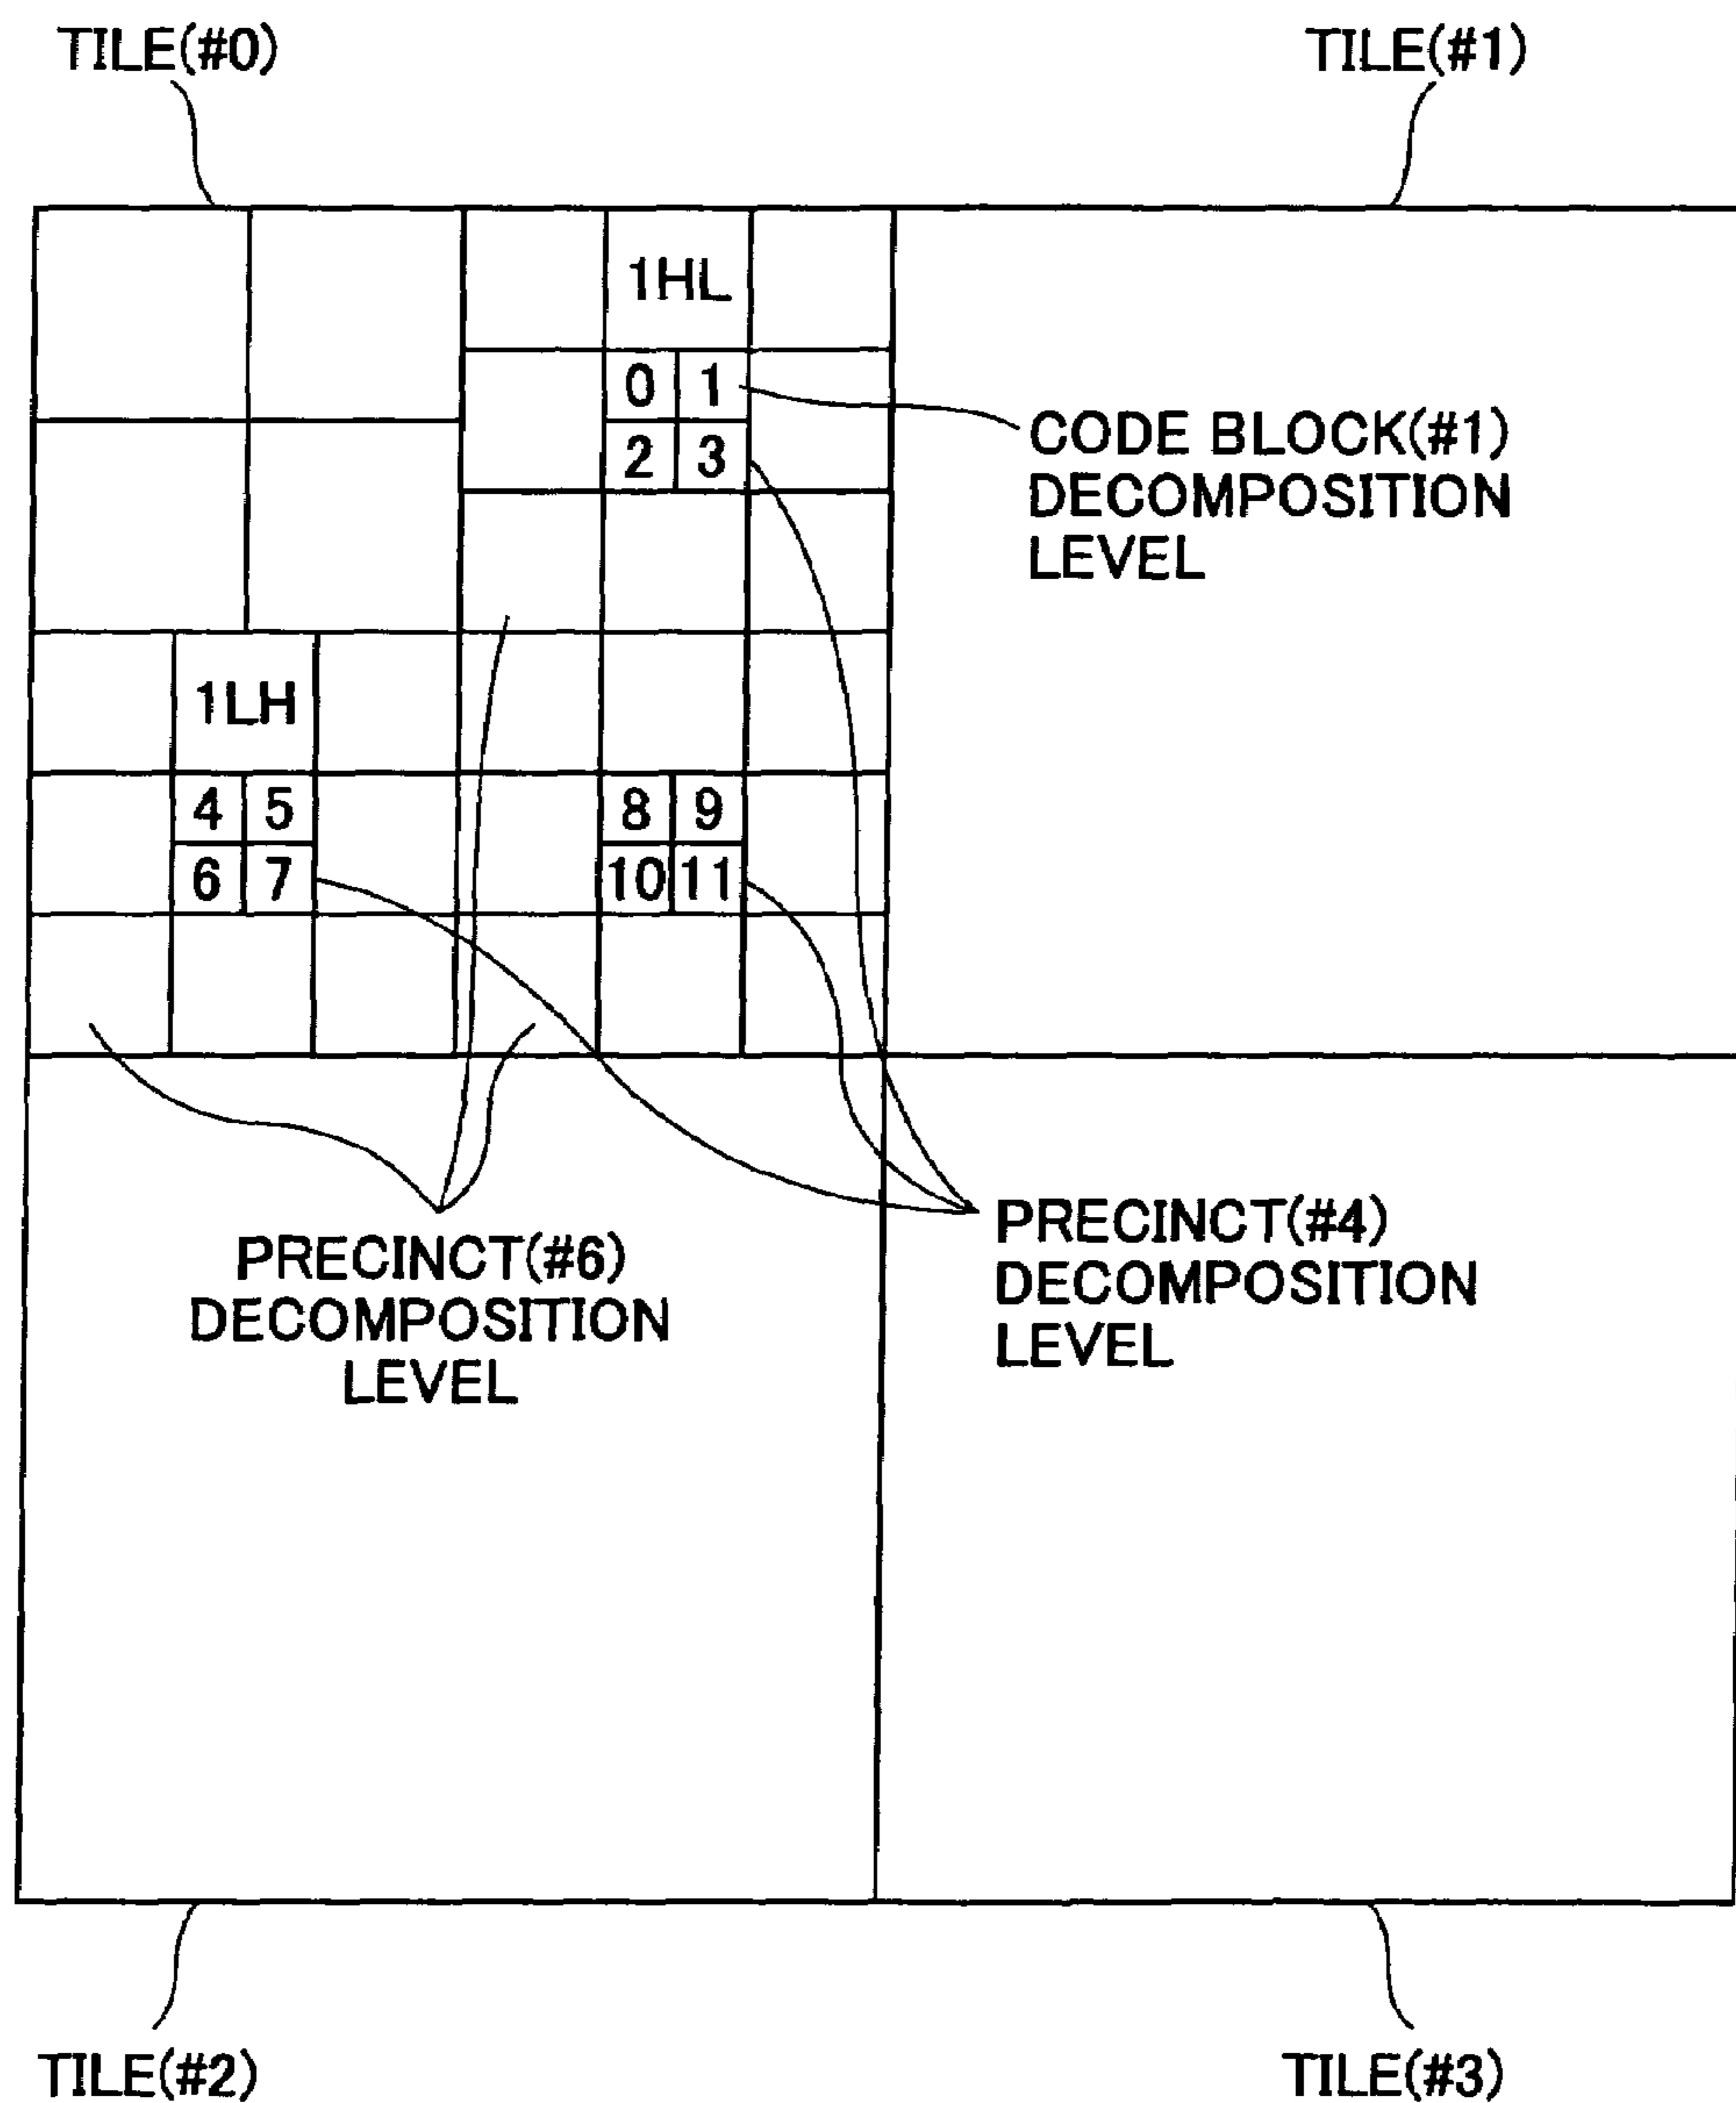 TILE(#0)
TILE(#1)
1HL
0 1
2 3
CODE BLOCK(#1)
DECOMPOSITION
LEVEL
1LH
4 5
8 9
6 7
10 11
PRECINCT(#6)
DECOMPOSITION
LEVEL
PRECINCT(#4)
DECOMPOSITION
LEVEL
TILE(#2)
TILE(#3)